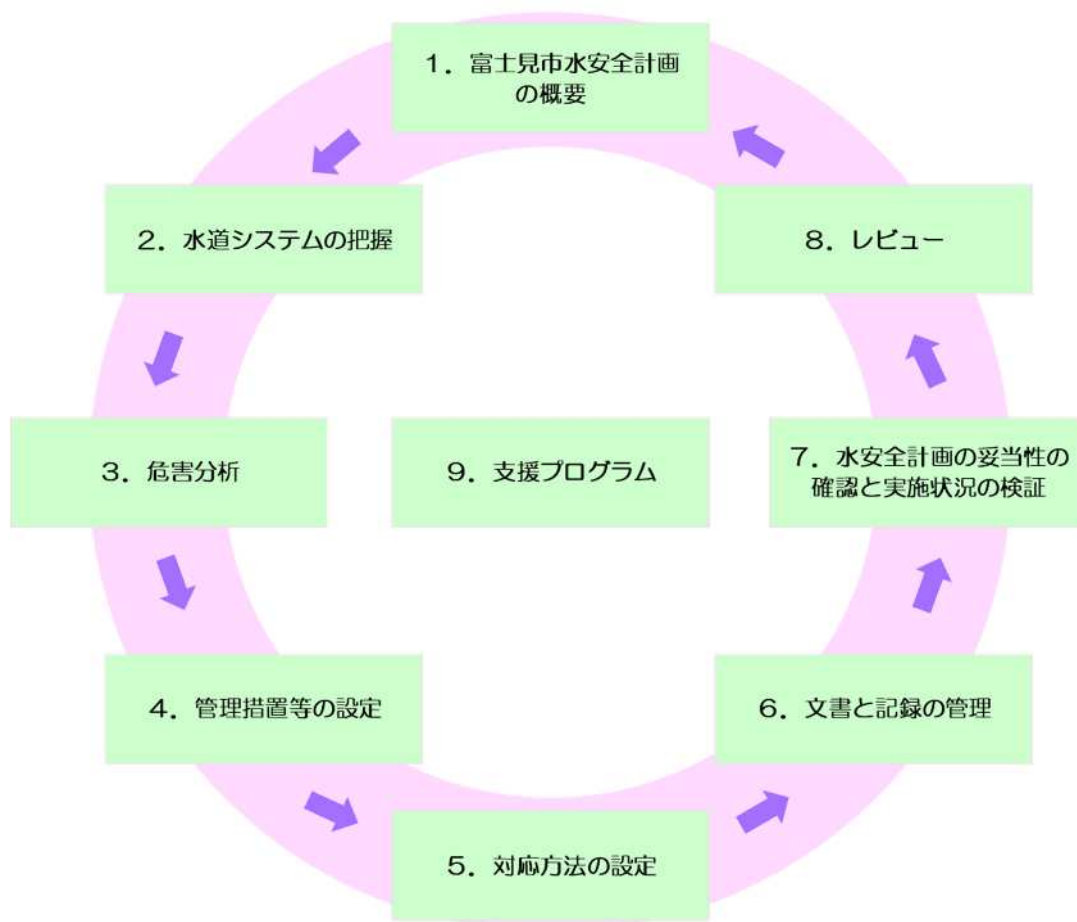 1．富士見市水安全計画
の概要
2．水道システムの把握
3．危害分析
4．管理措置等の設定
5．対応方法の設定
6．文書と記録の管理
7．水安全計画の妥当性の
確認と実施状況の検証
8．レビュー
9．支援プログラム